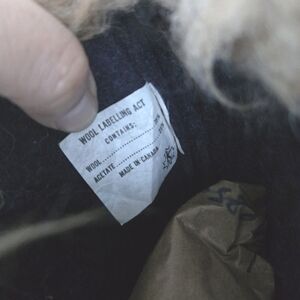 WOOL LABELLING ACT
CONTAINS:
WOOL
ACETATE
MADE IN CANADA